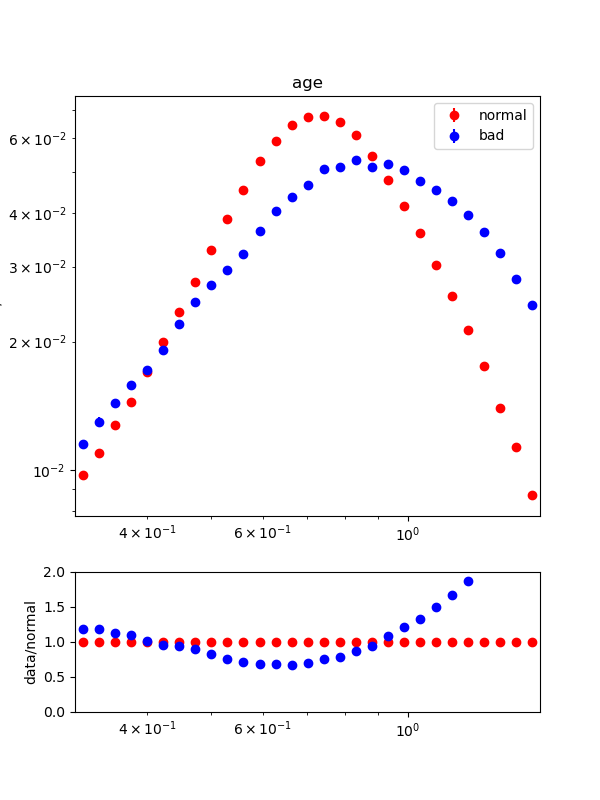 age
normal
bad
6 × 10⁻²
4 × 10⁻²
3 × 10⁻²
2 × 10⁻²
10⁻²
4 × 10⁻¹
6 × 10⁻¹
10⁰
data/normal
2.0
1.5
1.0
0.5
0.0
4 × 10⁻¹
6 × 10⁻¹
10⁰